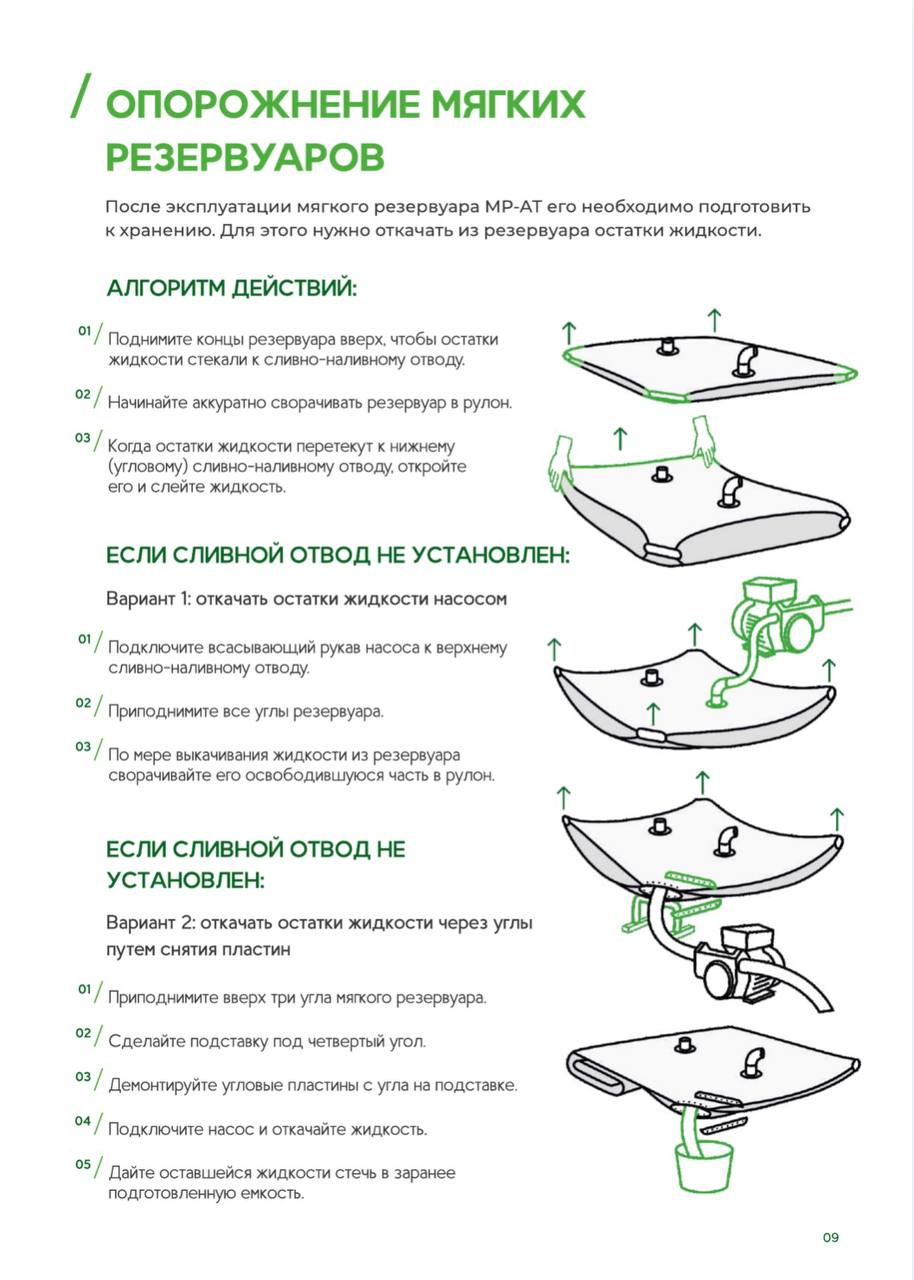 / ОПОРОЖНЕНИЕ МЯГКИХ
РЕЗЕРВУАРОВ
После эксплуатации мягкого резервуара МР-АТ его необходимо подготовить
к хранению. Для этого нужно откачать из резервуара остатки жидкости.
АЛГОРИТМ ДЕЙСТВИЙ:
01/ Поднимите концы резервуара вверх, чтобы остатки
жидкости стекали к сливно-наливному отводу.
02/ Начинайте аккуратно сворачивать резервуар в рулон.
03/ Когда остатки жидкости перетекут к нижнему
(угловому) сливно-наливному отводу, откройте
его и слейте жидкость.
ЕСЛИ СЛИВНОЙ ОТВОД НЕ УСТАНОВЛЕН:
Вариант 1: откачать остатки жидкости насосом
01/ Подключите всасывающий рукав насоса к верхнему
сливно-наливному отводу.
02/ Приподнимите все углы резервуара.
03/ По мере выкачивания жидкости из резервуара
сворачивайте его освободившуюся часть в рулон.
ЕСЛИ СЛИВНОЙ ОТВОД НЕ
УСТАНОВЛЕН:
Вариант 2: откачать остатки жидкости через углы
путем снятия пластин
01/ Приподнимите вверх три угла мягкого резервуара.
02/ Сделайте подставку под четвертый угол.
03/ Демонтируйте угловые пластины с угла на подставке.
04/ Подключите насос и откачайте жидкость.
05/ Дайте оставшейся жидкости стечь в заранее
подготовленную емкость.
09